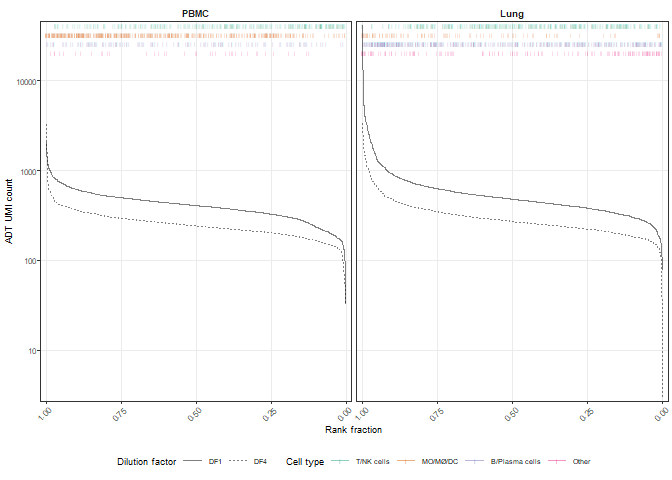 PBMC
Lung
ADT UMI count
10000
1000
100
10
1.00
0.75
0.50
0.25
0.00
1.00
0.75
0.50
0.25
0.00
Rank fraction
Dilution factor DF1 DF4 Cell type T/NK cells MO/MØ/DC B/Plasma cells Other